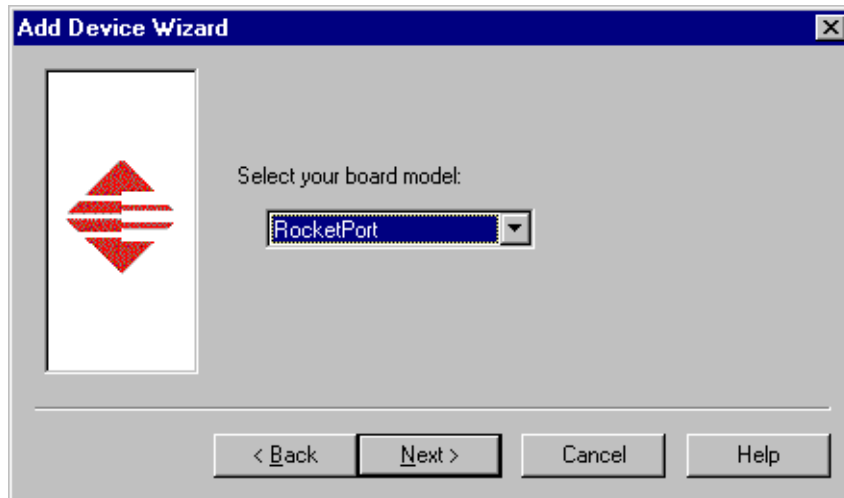 Add Device Wizard
Select your board model:
RocketPort
< Back Next > Cancel Help